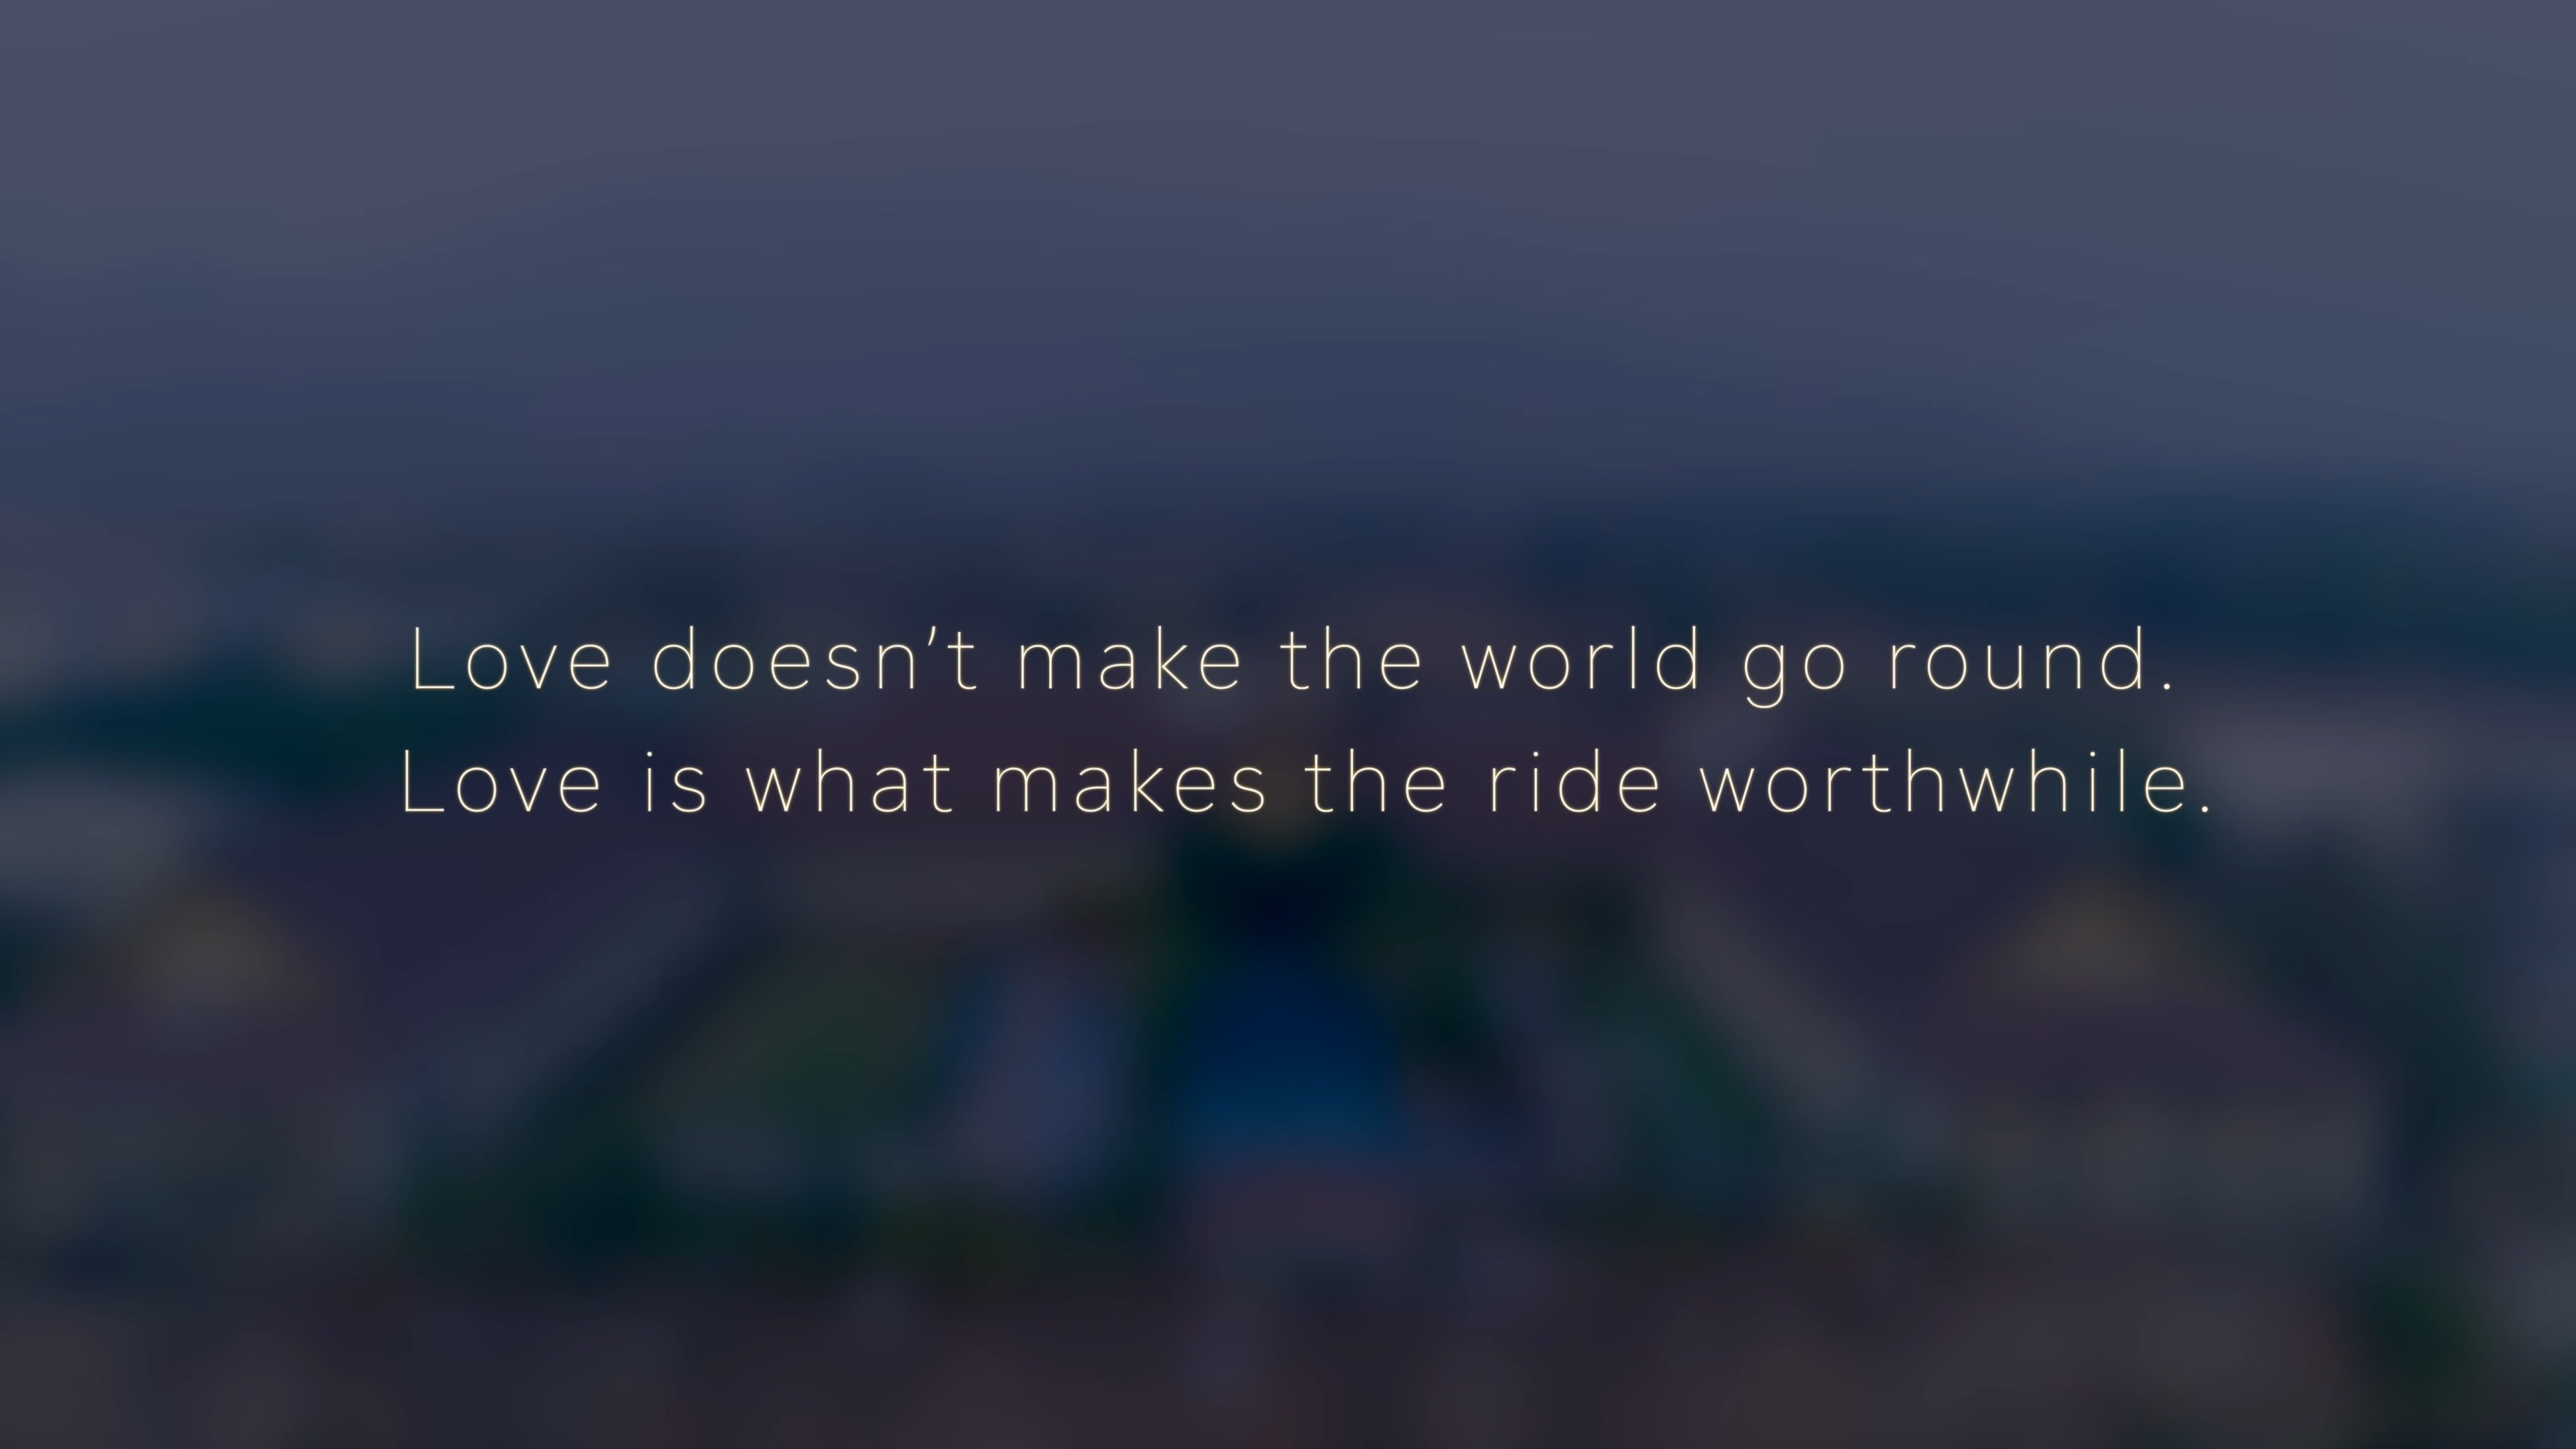 Love doesn’t make the world go round.
Love is what makes the ride worthwhile.